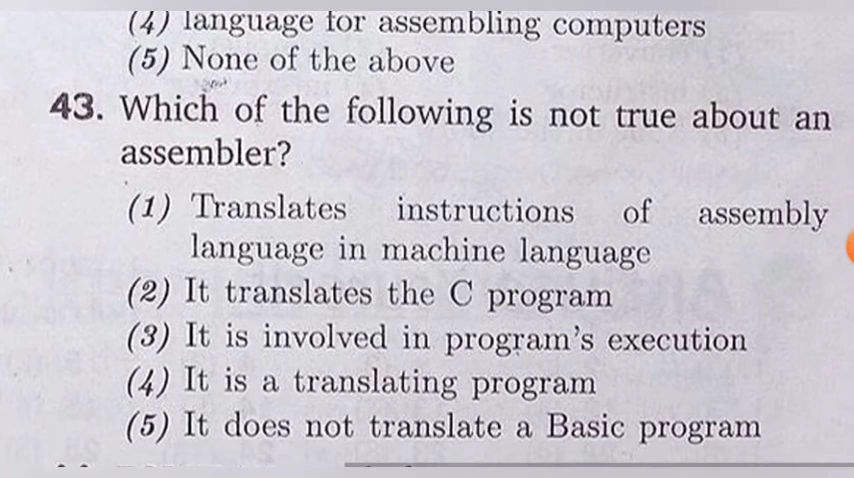 (4) language for assembling computers
(5) None of the above
43. Which of the following is not true about an
assembler?
(1) Translates instructions of assembly
language in machine language
(2) It translates the C program
(3) It is involved in program's execution
(4) It is a translating program
(5) It does not translate a Basic program